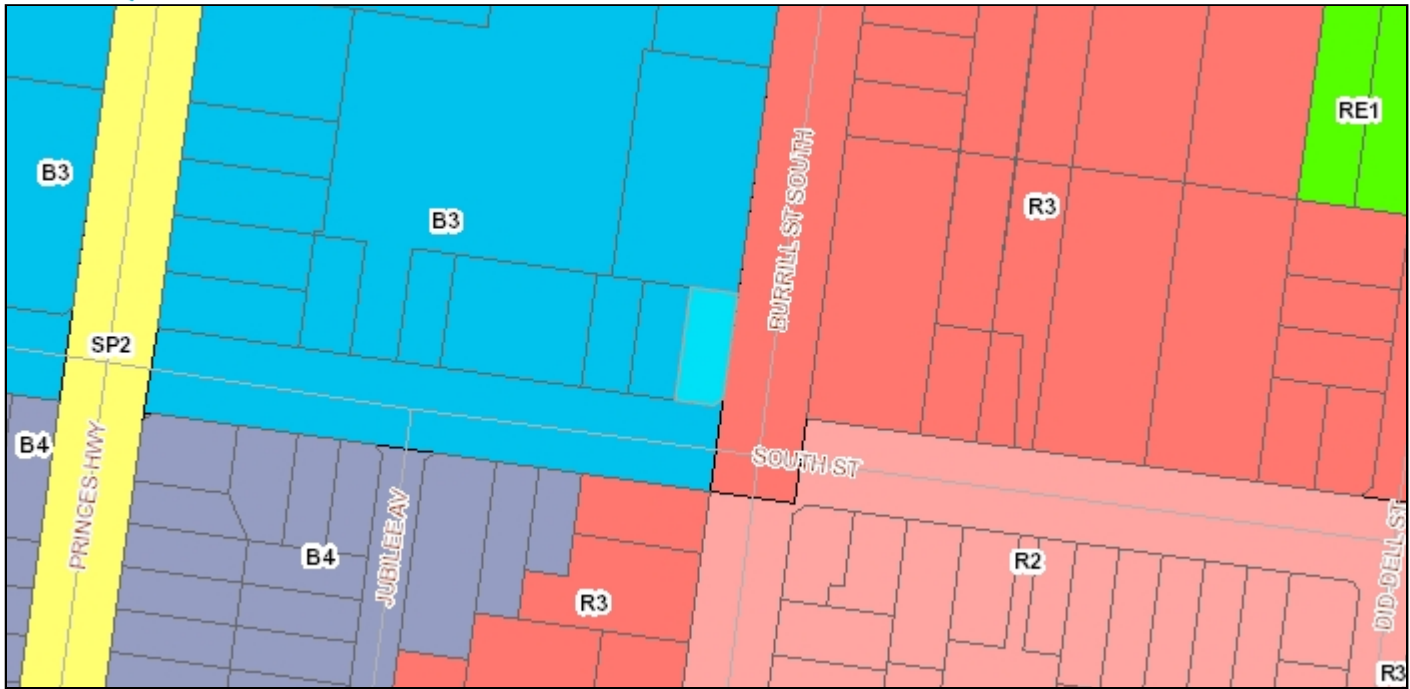 RE1
B3
R3
B3
BURRILL ST SOUTH
SP2
B4
SOUTH ST
PRINCES HWY
JUBILEE AV
B4
R3
R2
DID-DELL ST
R3